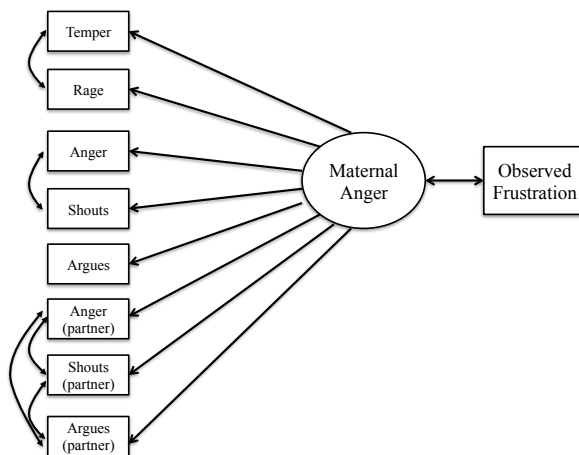 Temper
Rage
Anger
Shouts
Argues
Anger
(partner)
Shouts
(partner)
Argues
(partner)
Maternal
Anger
Observed
Frustration